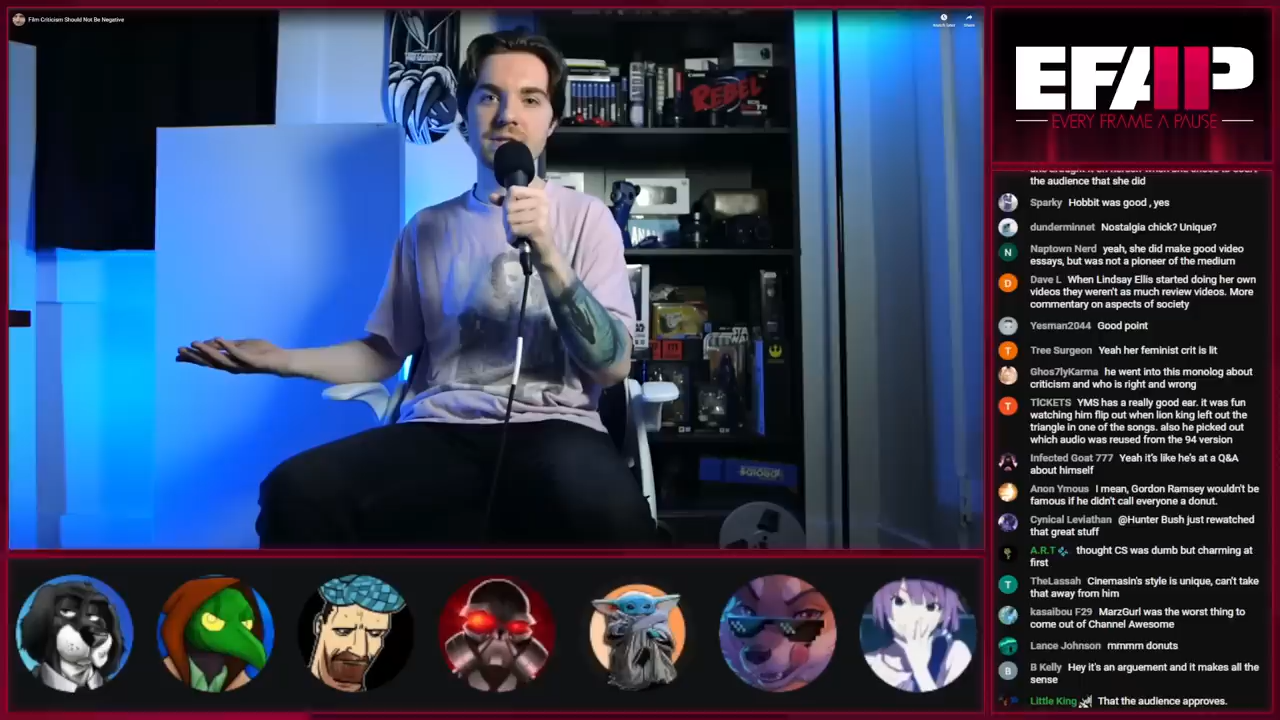 Film Criticism Should Not Be Negative
Watch later
Share
REBEL
STAR
EFAP
EVERY FRAME A PAUSE
the audience that she did
Sparky Hobbit was good , yes
dunderminnet Nostalgia chick? Unique?
Naptown Nerd yeah, she did make good video
essays, but was not a pioneer of the medium
Dave L When Lindsay Ellis started doing her own
videos they weren't as much review videos. More
commentary on aspects of society
Yesman2044 Good point
Tree Surgeon Yeah her feminist crit is lit
Ghos7lyKarma he went into this monolog about
criticism and who is right and wrong
TICKETS YMS has a really good ear. it was fun
watching him flip out when lion king left out the
triangle in one of the songs. also he picked out
which audio was reused from the 94 version
Infected Goat 777 Yeah it's like he's at a Q&A
about himself
Anon Ymous I mean, Gordon Ramsey wouldn't be
famous if he didn't call everyone a donut.
Cynical Leviathan @Hunter Bush just rewatched
that great stuff
A.R.T thought CS was dumb but charming at
first
TheLassah Cinemasin's style is unique, can't take
that away from him
kasaibou F29 MarzGurl was the worst thing to
come out of Channel Awesome
Lance Johnson mmmm donuts
B Kelly Hey it's an arguement and it makes all the
sense
Little King That the audience approves.